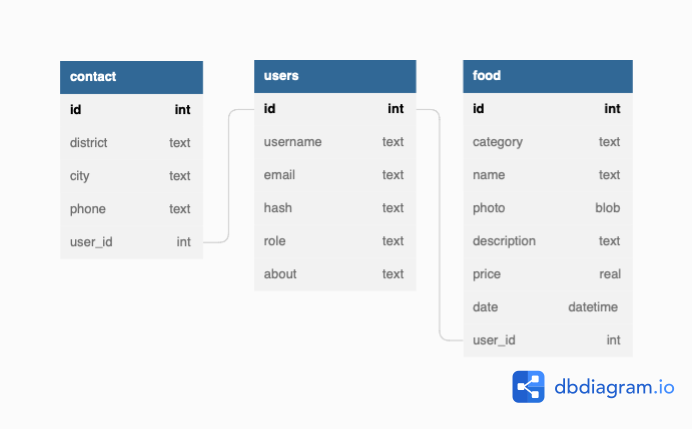 contact
id int
district text
city text
phone text
user_id int
users
id int
username text
email text
hash text
role text
about text
food
id int
category text
name text
photo blob
description text
price real
date datetime
user_id int
dbdiagram.io